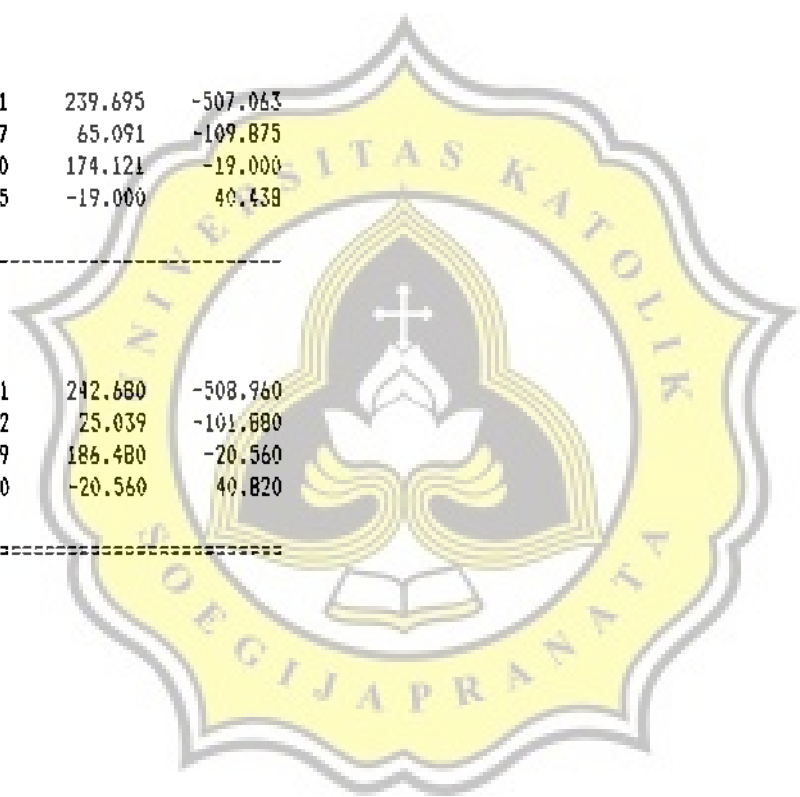 1 239.695 -507.063
7 65.091 -109.875
0 174.121 -19.000
5 -19.000 40.438
--------------------
1 242.680 -508.960
2 25.039 -101.880
9 186.480 -20.560
0 -20.560 40.820
====================
UNIVERSITAS KATOLIK
SOEGIJAPRANATA